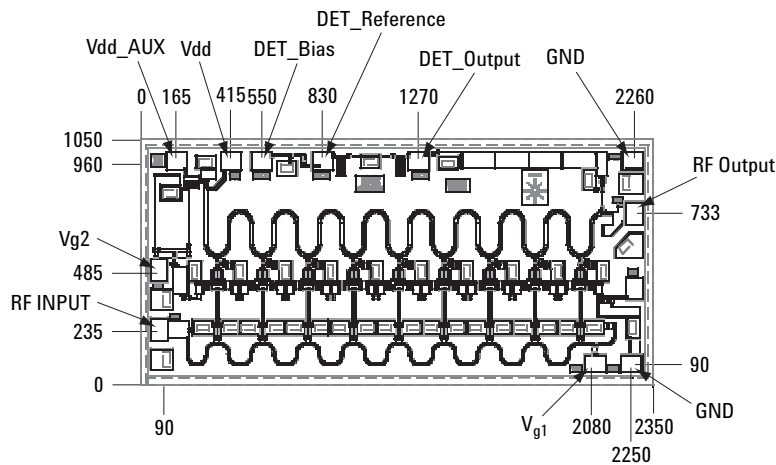 DET_Reference
Vdd_AUX Vdd DET_Bias
DET_Output GND
0 165 415 550 830 1270 2260
1050
960
RF Output
733
Vg2
485
RF INPUT
235
0
90
90
GND
Vg1 2080 2350
2250